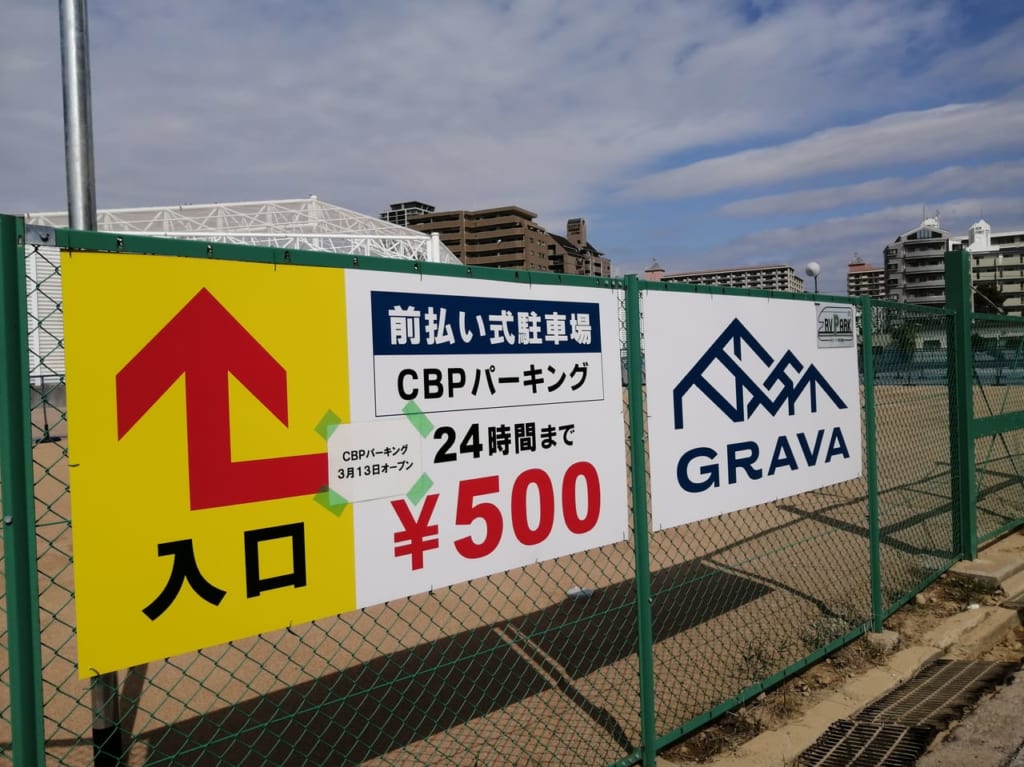 前払い式駐車場
CBPパーキング
24時間まで
¥500
CBPパーキング
3月13日オープン
入口
RV PARK
GRAVA